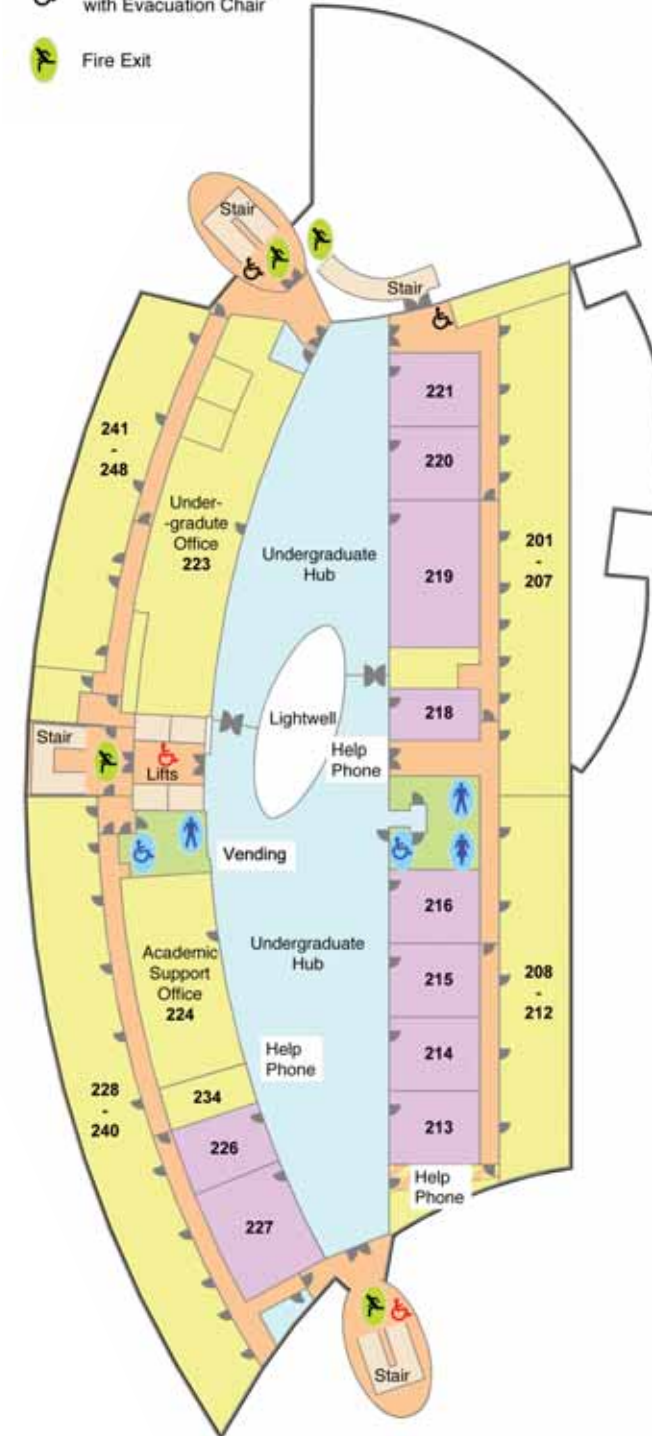 with Evacuation Chair
Fire Exit
Stair
Stair
241
-
248
221
220
Under-
-gradute
Office
223
Undergraduate
Hub
219
201
-
207
Lightwell
218
Stair
Lifts
Help
Phone
Vending
216
Academic
Support
Office
224
Undergraduate
Hub
215
208
-
212
Help
Phone
214
228
-
240
234
213
226
Help
Phone
227
Stair